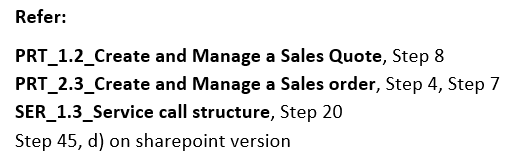 Refer:
PRT_1.2_Create and Manage a Sales Quote, Step 8
PRT_2.3_Create and Manage a Sales order, Step 4, Step 7
SER_1.3_Service call structure, Step 20
Step 45, d) on sharepoint version